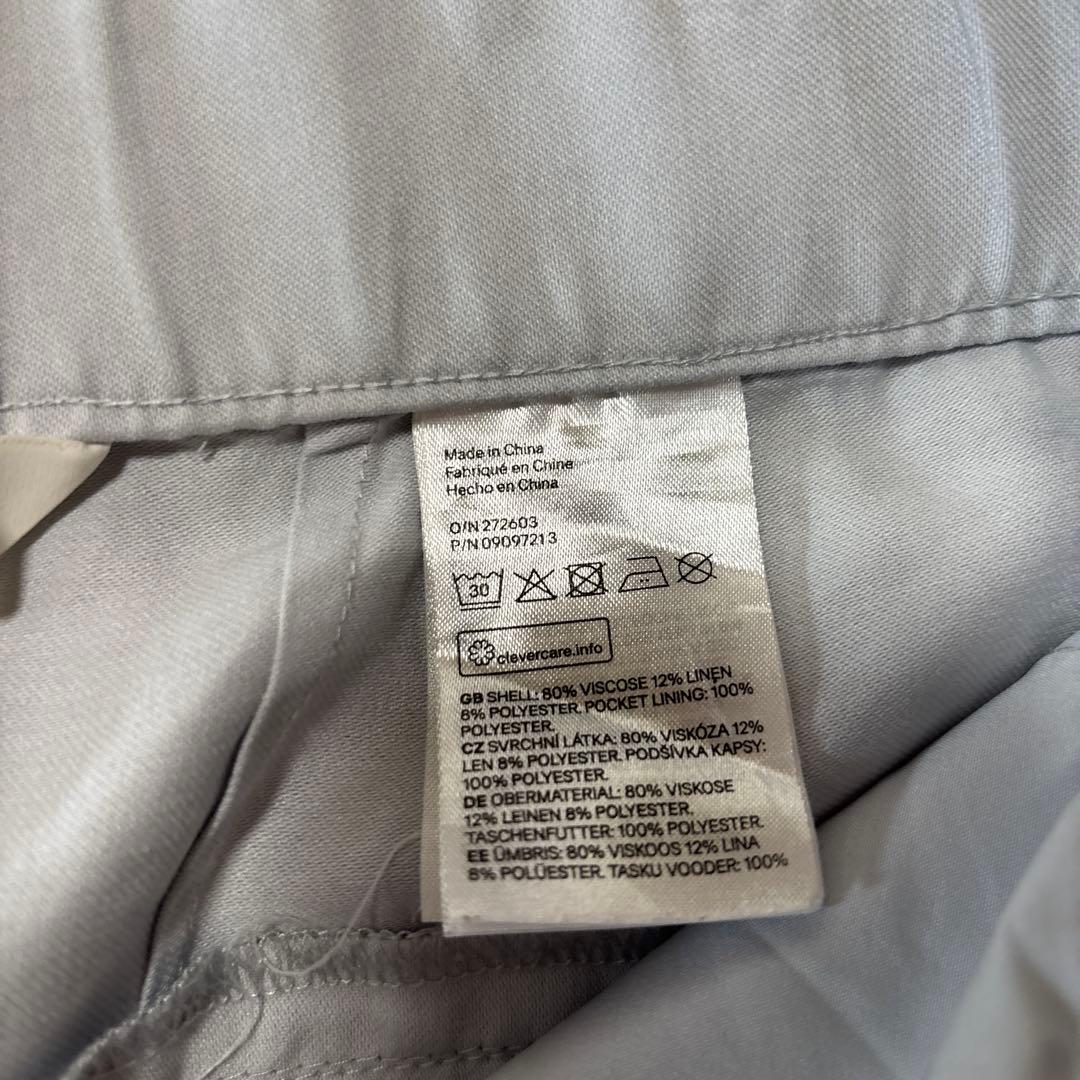 Made in China
Fabriqué en Chine
Hecho en China
O/N 272603
P/N 09097213
30
clevercare.info
GB SHELL: 80% VISCOSE 12% LINEN
8% POLYESTER. POCKET LINING: 100%
POLYESTER.
CZ SVRCHNÍ LÁTKA: 80% VISKÓZA 12%
LEN 8% POLYESTER. PODŠÍVKA KAPSY:
100% POLYESTER.
DE OBERMATERIAL: 80% VISKOSE
12% LEINEN 8% POLYESTER.
TASCHENFUTTER: 100% POLYESTER.
EE ÜMBRIS: 80% VISKOOS 12% LINA
8% POLÜESTER. TASKU VOODER: 100%